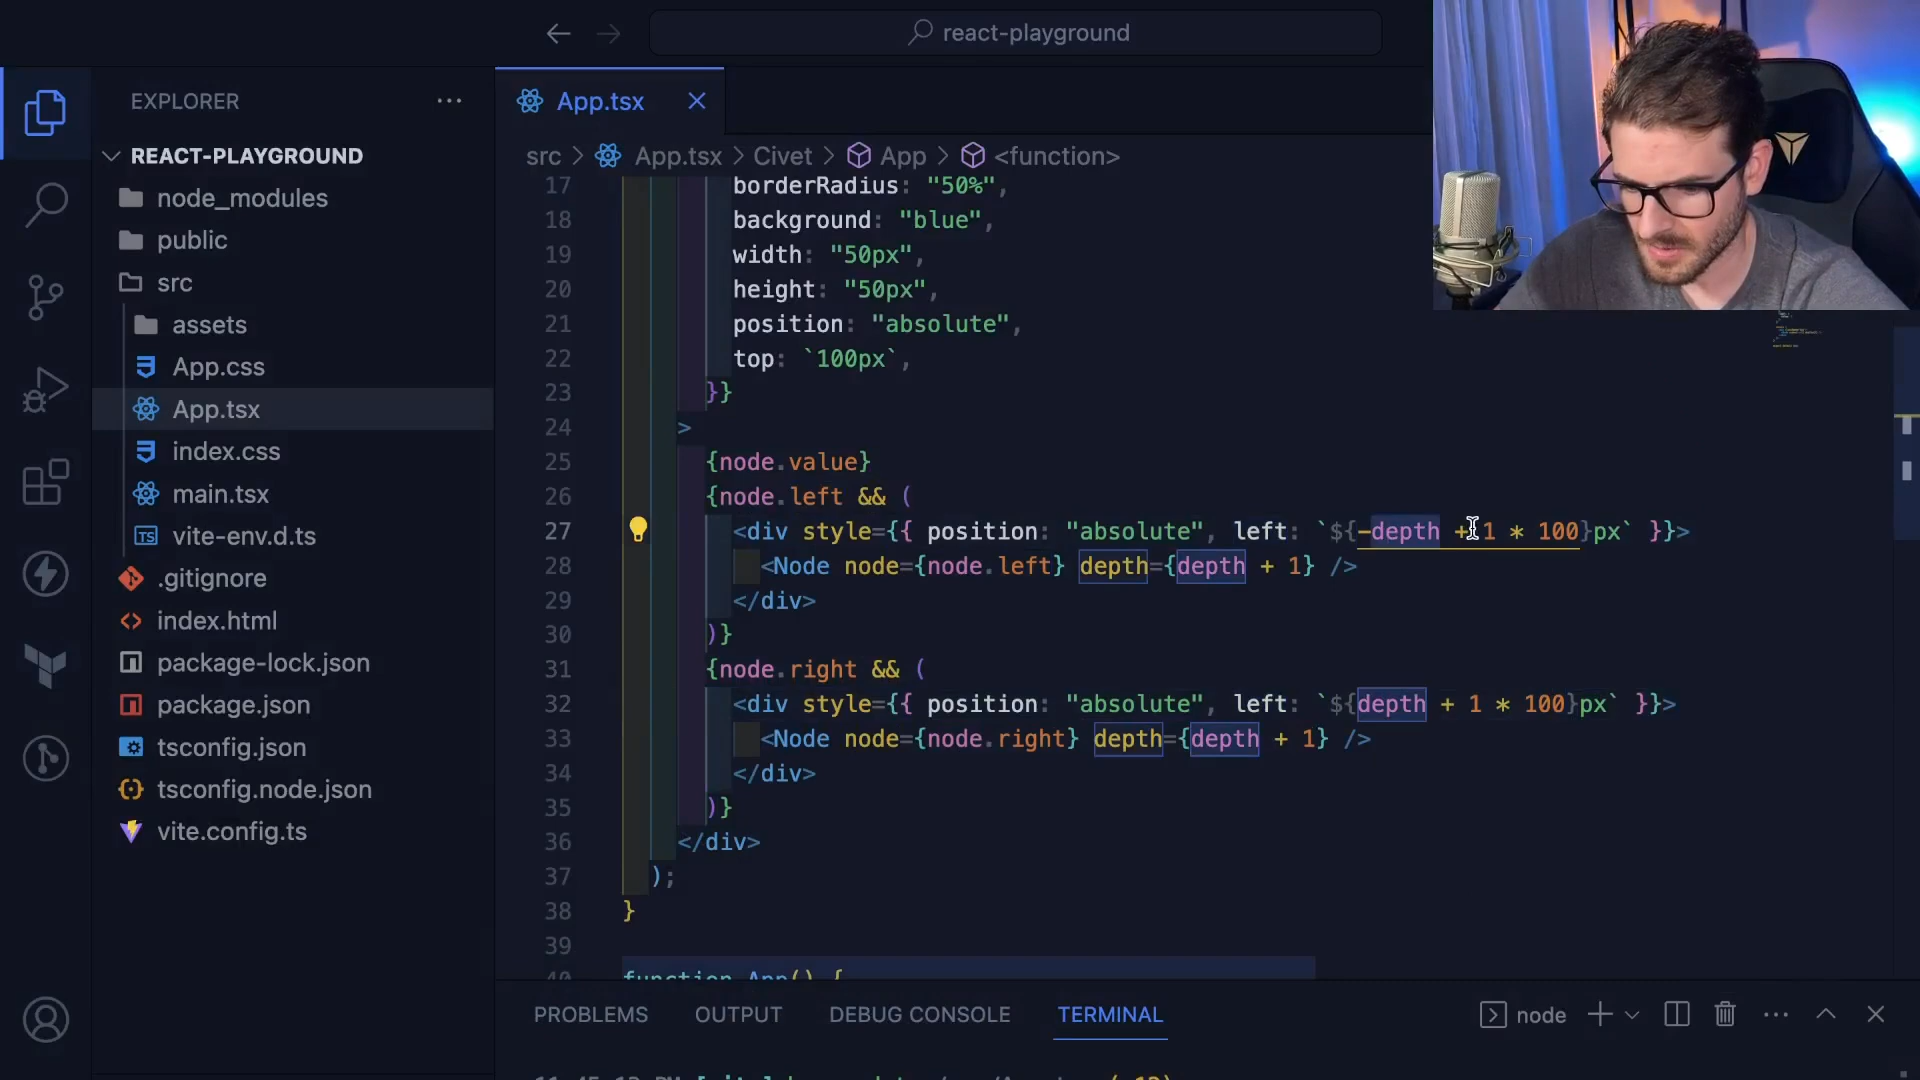 react-playground
EXPLORER
App.tsx
REACT-PLAYGROUND
node_modules
public
src
assets
App.css
App.tsx
index.css
main.tsx
vite-env.d.ts
.gitignore
index.html
package-lock.json
package.json
tsconfig.json
tsconfig.node.json
vite.config.ts
src > App.tsx > Civet > App > <function>
17 borderRadius: "50%",
18 background: "blue",
19 width: "50px",
20 height: "50px",
21 position: "absolute",
22 top: `100px`,
23 }}
24 >
25 {node.value}
26 {node.left && (
27 <div style={{ position: "absolute", left: `${-depth + 1 * 100}px` }}>
28 <Node node={node.left} depth={depth + 1} />
29 </div>
30 )}
31 {node.right && (
32 <div style={{ position: "absolute", left: `${depth + 1 * 100}px` }}>
33 <Node node={node.right} depth={depth + 1} />
34 </div>
35 )}
36 </div>
37 );
38 }
39
40 function App() {
PROBLEMS OUTPUT DEBUG CONSOLE TERMINAL
node